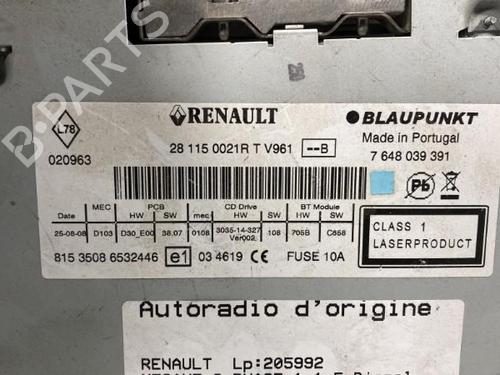 RENAULT
BLAUPUNKT
L78
020963
28 115 0021R T V961 --B
Made in Portugal
7 648 039 391
Pb
MEC PCB CD Drive BT Module
Date HW SW mec HW SW HW SW
25-08-08 D103 D30_E00 38.07 0108 3035-14-327 Ver002 108 705B C858
CLASS 1
LASERPRODUCT
815 3508 6532446 e1 03 4619 CE FUSE 10A
Autoradio d'origine
RENAULT Lp:205992
B-PARTS